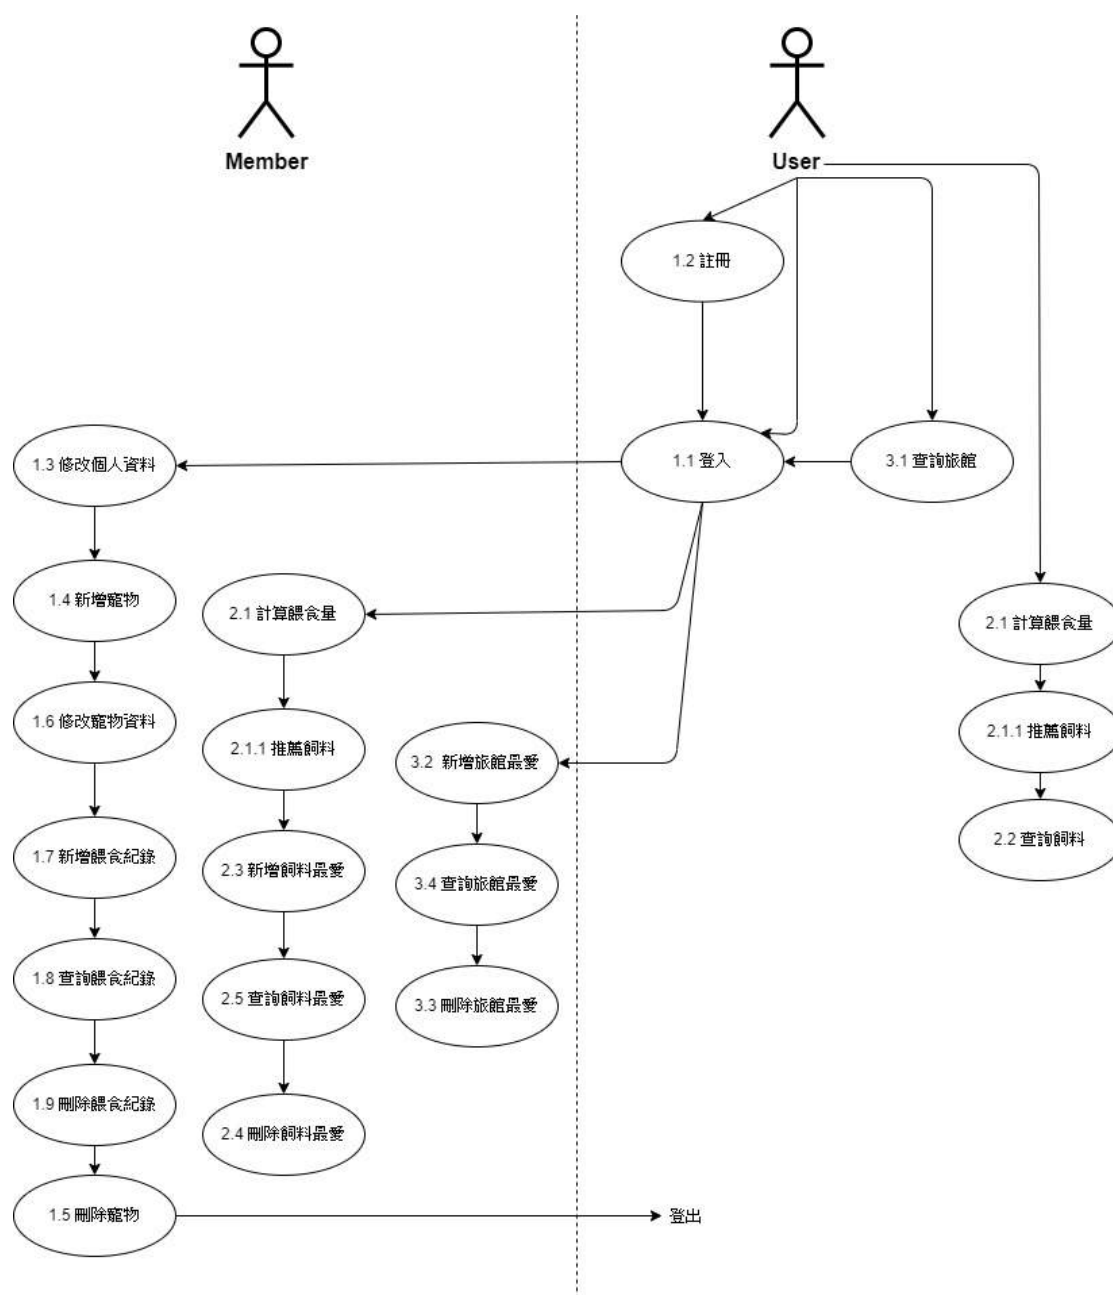 Member
User
1.2 註冊
1.3 修改個人資料
1.1 登入
3.1 查詢旅館
1.4 新增寵物
2.1 計算餵食量
2.1 計算餵食量
1.6 修改寵物資料
2.1.1 推薦飼料
3.2 新增旅館最愛
2.1.1 推薦飼料
1.7 新增餵食紀錄
2.3 新增飼料最愛
3.4 查詢旅館最愛
2.2 查詢飼料
1.8 查詢餵食紀錄
2.5 查詢飼料最愛
3.3 刪除旅館最愛
1.9 刪除餵食紀錄
2.4 刪除飼料最愛
1.5 刪除寵物
登出